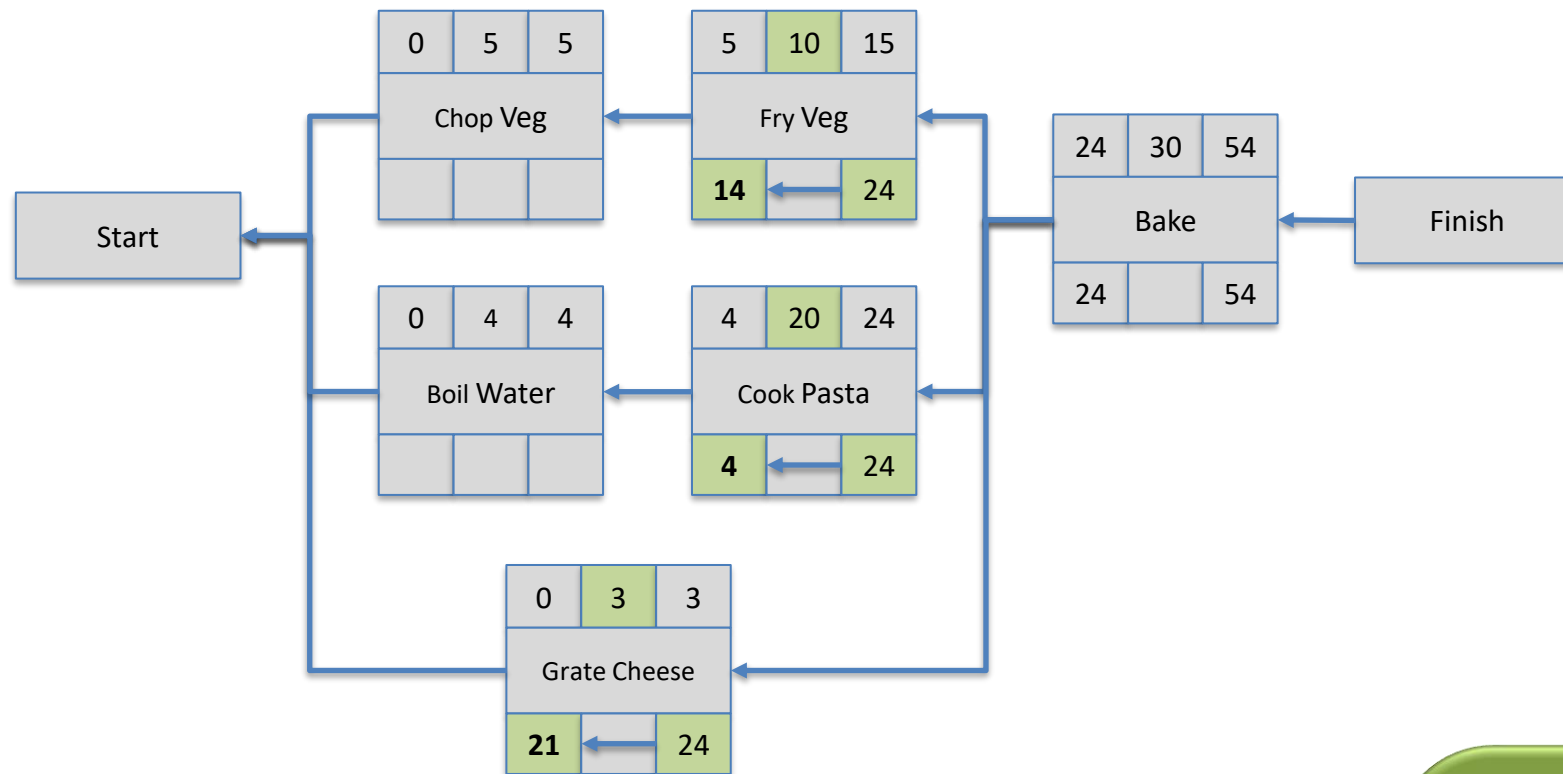 0 5 5
Chop Veg
5 10 15
Fry Veg
14 24
24 30 54
Bake
24 54
Start
Finish
0 4 4
Boil Water
4 20 24
Cook Pasta
4 24
0 3 3
Grate Cheese
21 24